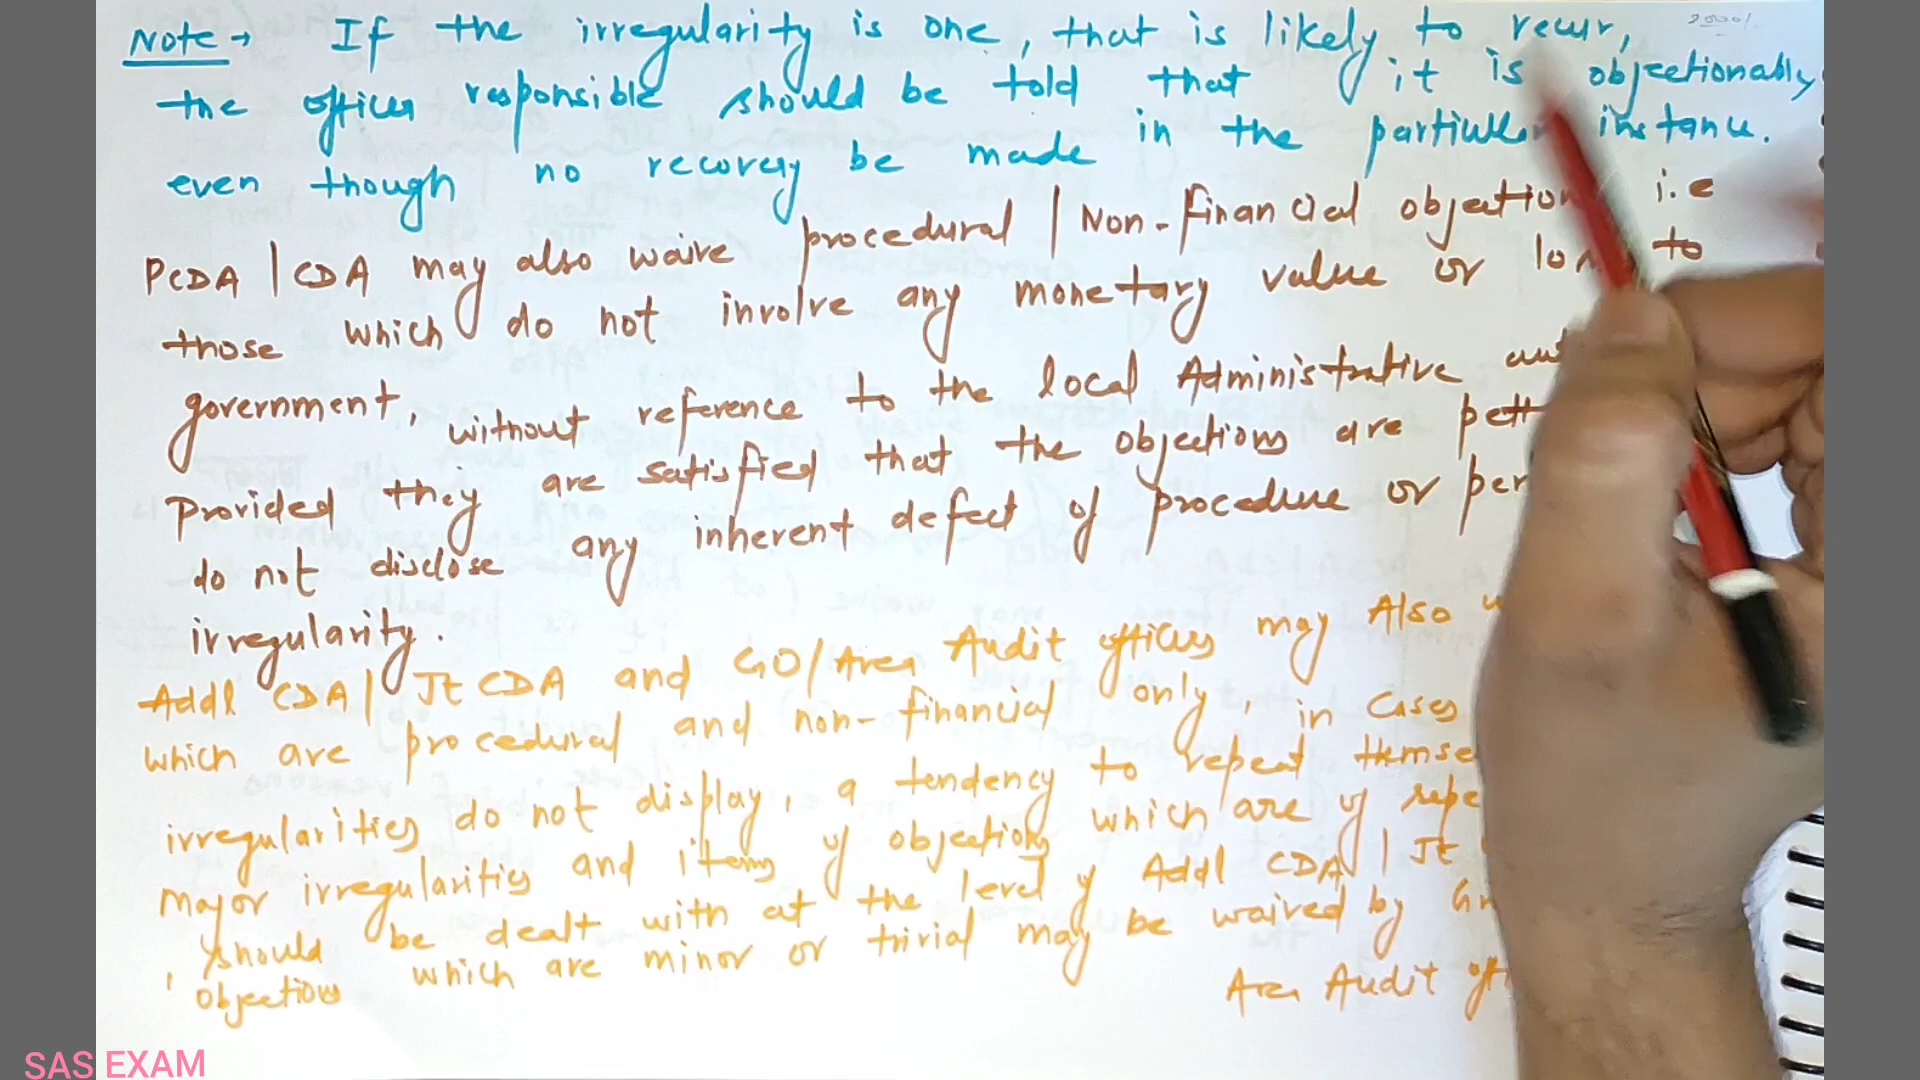 Note → If the irregularity is one, that is likely to recur,
the officer responsible should be told that it is objectionably
even though no recovery be made in the particular instance.
PCDA | CDA may also waive procedural | Non-financial objection i.e
those which do not involve any monetary value or loss to
government, without reference to the local Administrative
Provided they are satisfied that the objections are
do not disclose any inherent defect of procedure or
irregularity.
Addl CDA | Jt CDA and GO/Area Audit officers may Also
which are procedural and non-financial only, in cases
irregularities do not display, a tendency to repeat
major irregularities and items of objections which are of
should be dealt with at the level of Addl CDA | Jt
objections which are minor or trivial may be waived by
Area Audit
SAS EXAM